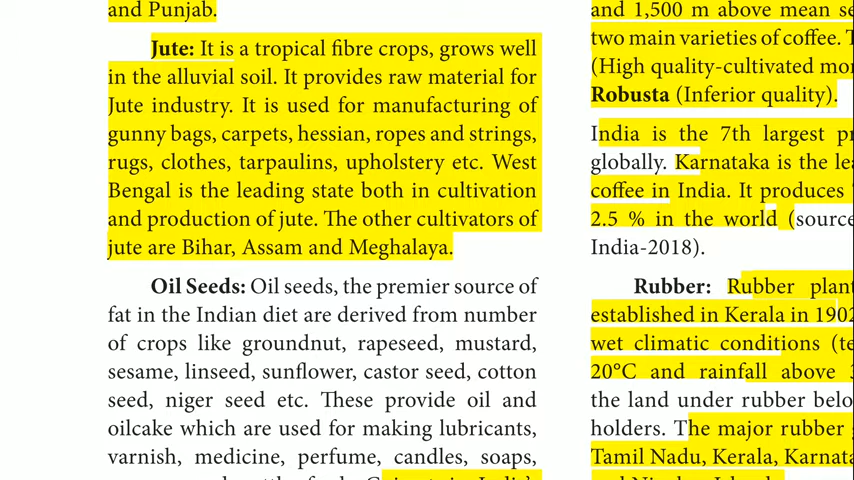 and Punjab.
Jute: It is a tropical fibre crops, grows well
in the alluvial soil. It provides raw material for
Jute industry. It is used for manufacturing of
gunny bags, carpets, hessian, ropes and strings,
rugs, clothes, tarpaulins, upholstery etc. West
Bengal is the leading state both in cultivation
and production of jute. The other cultivators of
jute are Bihar, Assam and Meghalaya.
Oil Seeds: Oil seeds, the premier source of
fat in the Indian diet are derived from number
of crops like groundnut, rapeseed, mustard,
sesame, linseed, sunflower, castor seed, cotton
seed, niger seed etc. These provide oil and
oilcake which are used for making lubricants,
varnish, medicine, perfume, candles, soaps,
and 1,500 m above mean
two main varieties of coffee.
(High quality-cultivated
Robusta (Inferior quality).
India is the 7th largest
globally. Karnataka is the
coffee in India. It produces
2.5 % in the world (source
India-2018).
Rubber: Rubber
established in Kerala in
wet climatic conditions
20°C and rainfall above
the land under rubber
holders. The major rubber
Tamil Nadu, Kerala,